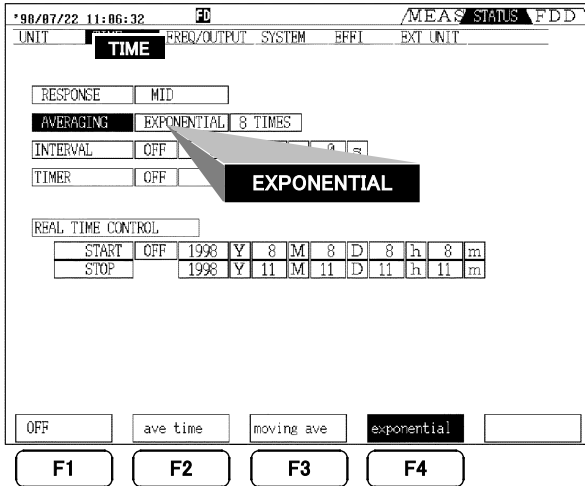 '98/07/22 11:06:32 FD MEAS STATUS FDD
UNIT TIME FREQ/OUTPUT SYSTEM EFFI EXT UNIT
RESPONSE MID
AVERAGING EXPONENTIAL 8 TIMES
INTERVAL OFF
TIMER OFF
EXPONENTIAL
REAL TIME CONTROL
START OFF 1998 Y 8 M 8 D 8 h 8 m
STOP 1998 Y 11 M 11 D 11 h 11 m
OFF ave time moving ave exponential
F1 F2 F3 F4